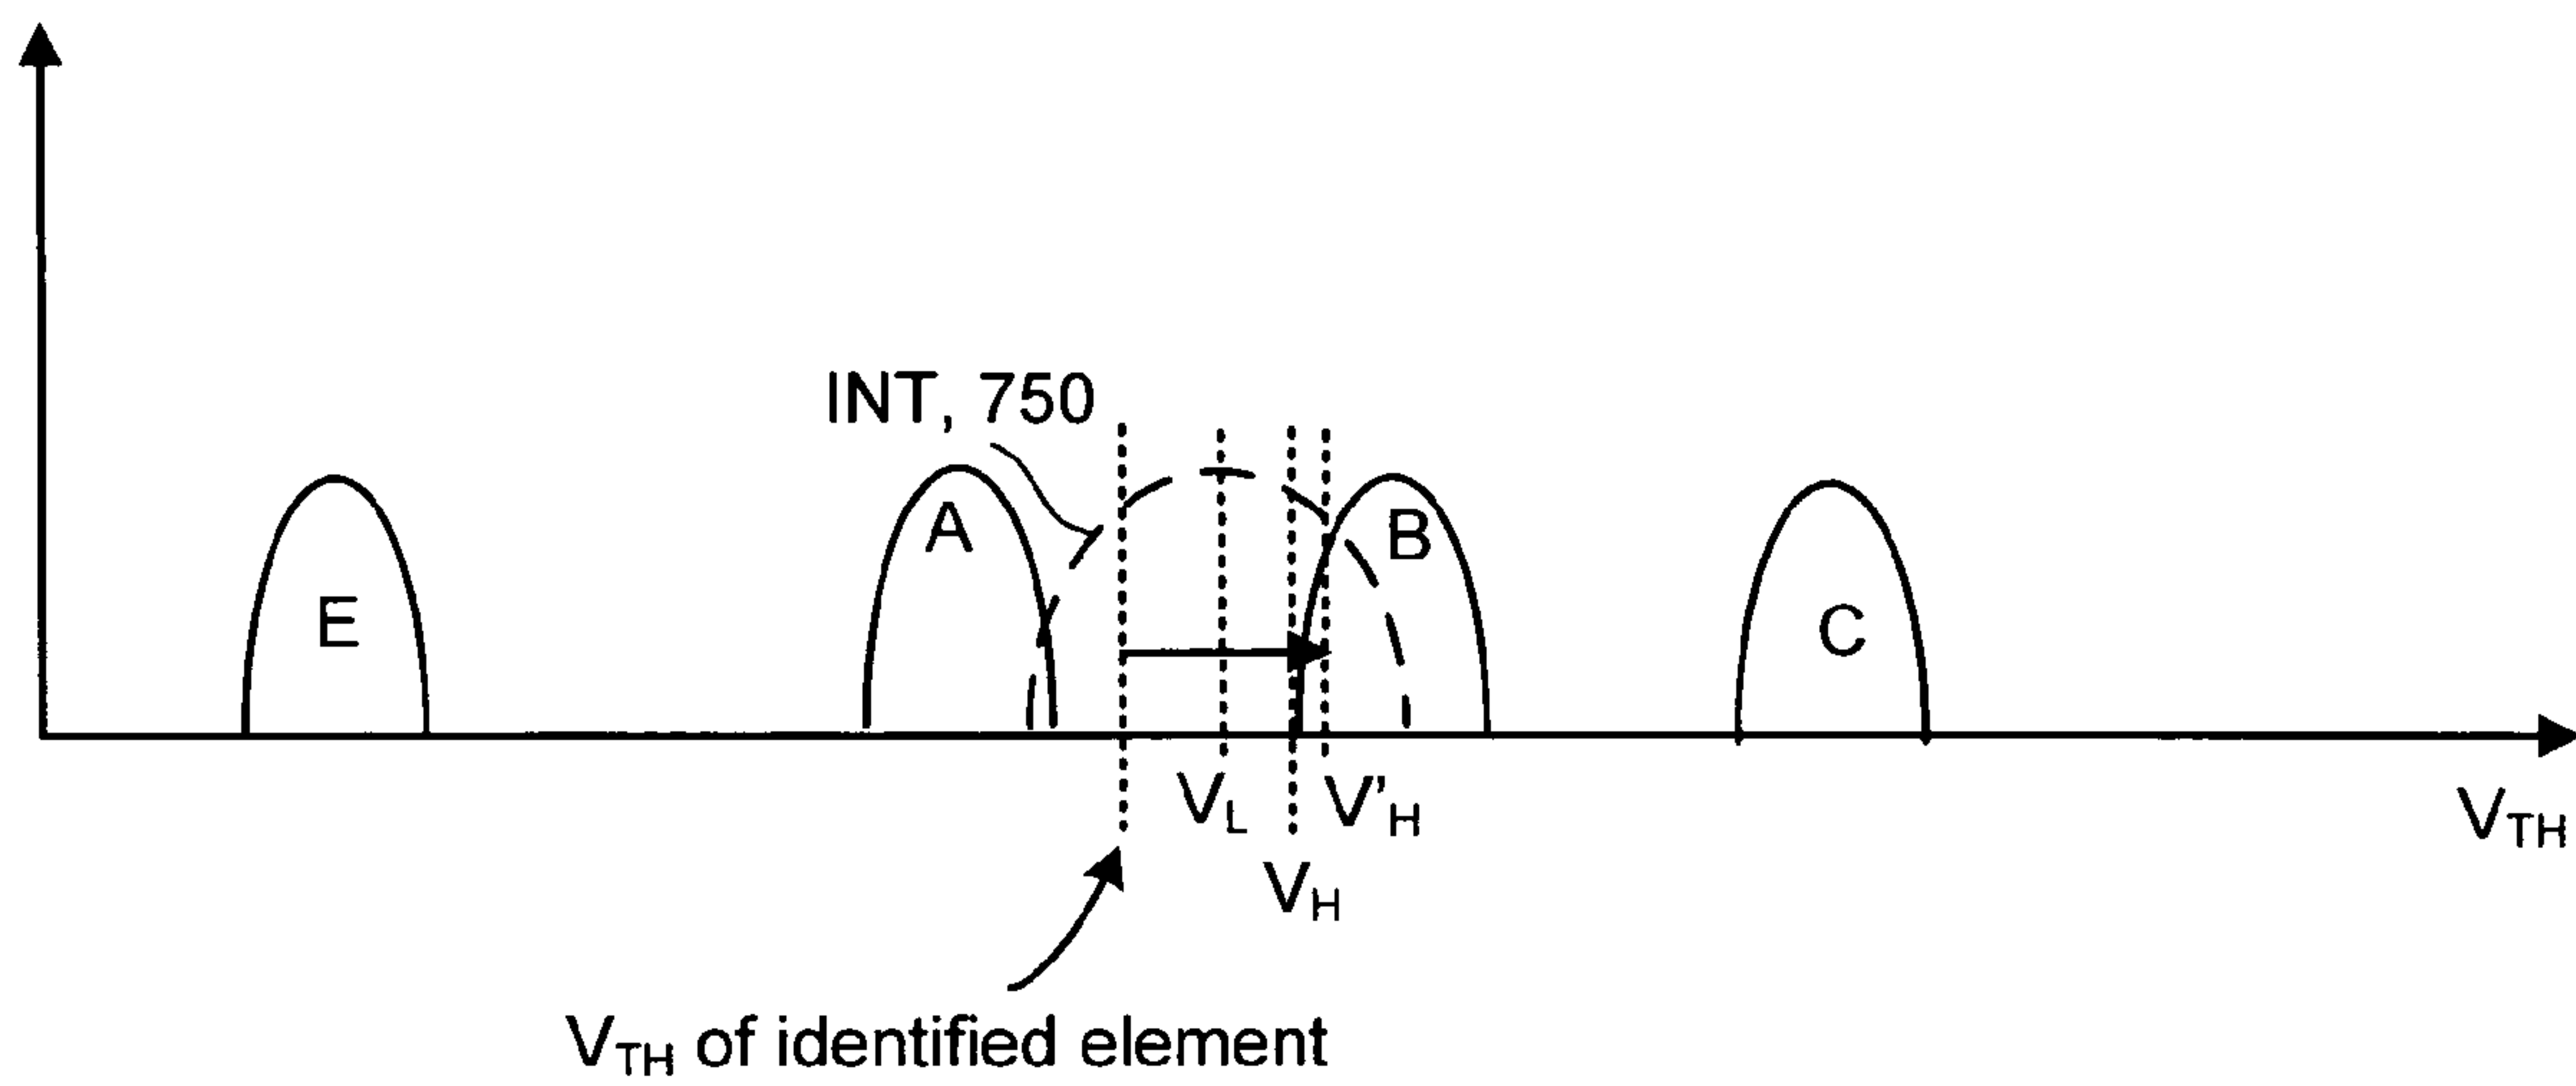 INT, 750
E
A
B
C
VL
V'H
VH
VTH
VTH of identified element